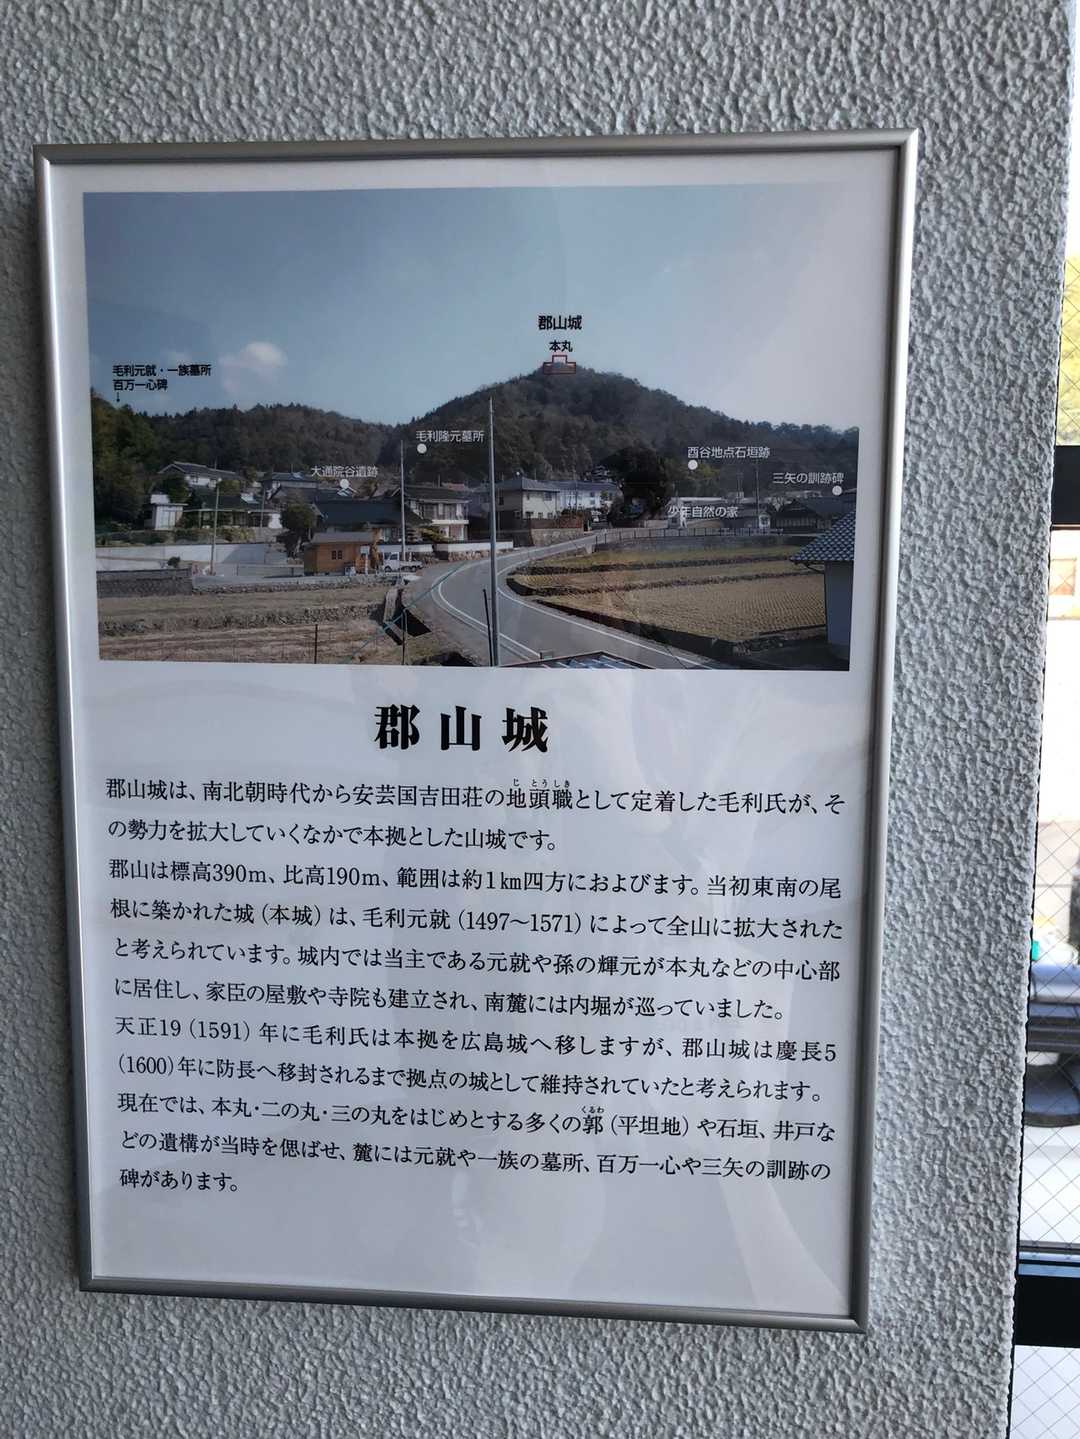 郡山城
本丸
毛利元就・一族墓所
百万一心碑
↓
毛利隆元墓所
大通院谷遺跡
酉谷地点石垣跡
三矢の訓跡碑
少年自然の家
郡山城
じとうしき
郡山城は、南北朝時代から安芸国吉田荘の地頭職として定着した毛利氏が、そ
の勢力を拡大していくなかで本拠とした山城です。
郡山は標高390m、比高190m、範囲は約1㎞四方におよびます。当初東南の尾
根に築かれた城（本城）は、毛利元就（1497～1571）によって全山に拡大された
と考えられています。城内では当主である元就や孫の輝元が本丸などの中心部
に居住し、家臣の屋敷や寺院も建立され、南麓には内堀が巡っていました。
天正19（1591）年に毛利氏は本拠を広島城へ移しますが、郡山城は慶長5
（1600）年に防長へ移封されるまで拠点の城として維持されていたと考えられます。
くるわ
現在では、本丸・二の丸・三の丸をはじめとする多くの郭（平坦地）や石垣、井戸な
どの遺構が当時を偲ばせ、麓には元就や一族の墓所、百万一心や三矢の訓跡の
碑があります。